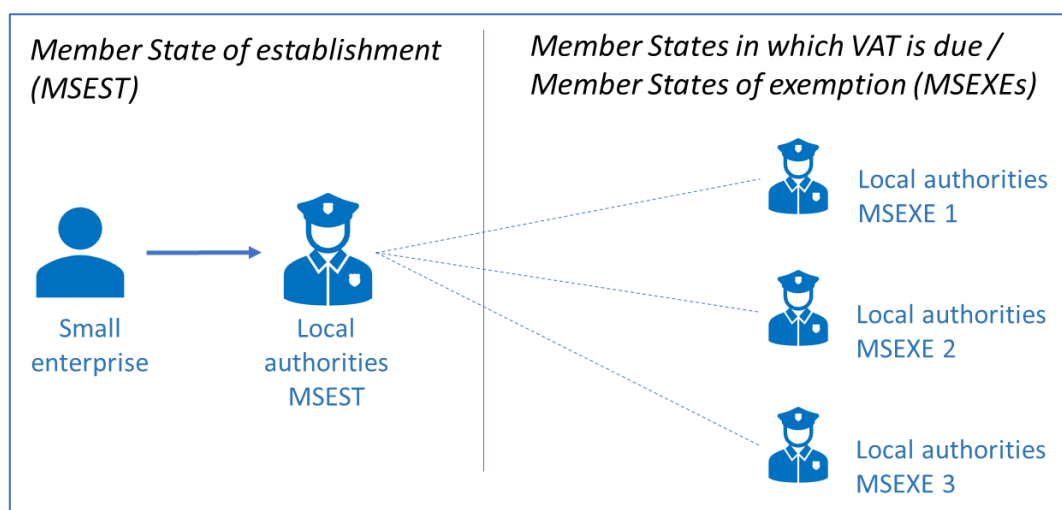 Member State of establishment
(MSEST)
Member States in which VAT is due /
Member States of exemption (MSEXEs)
Small
enterprise
Local
authorities
MSEST
Local authorities
MSEXE 1
Local authorities
MSEXE 2
Local authorities
MSEXE 3